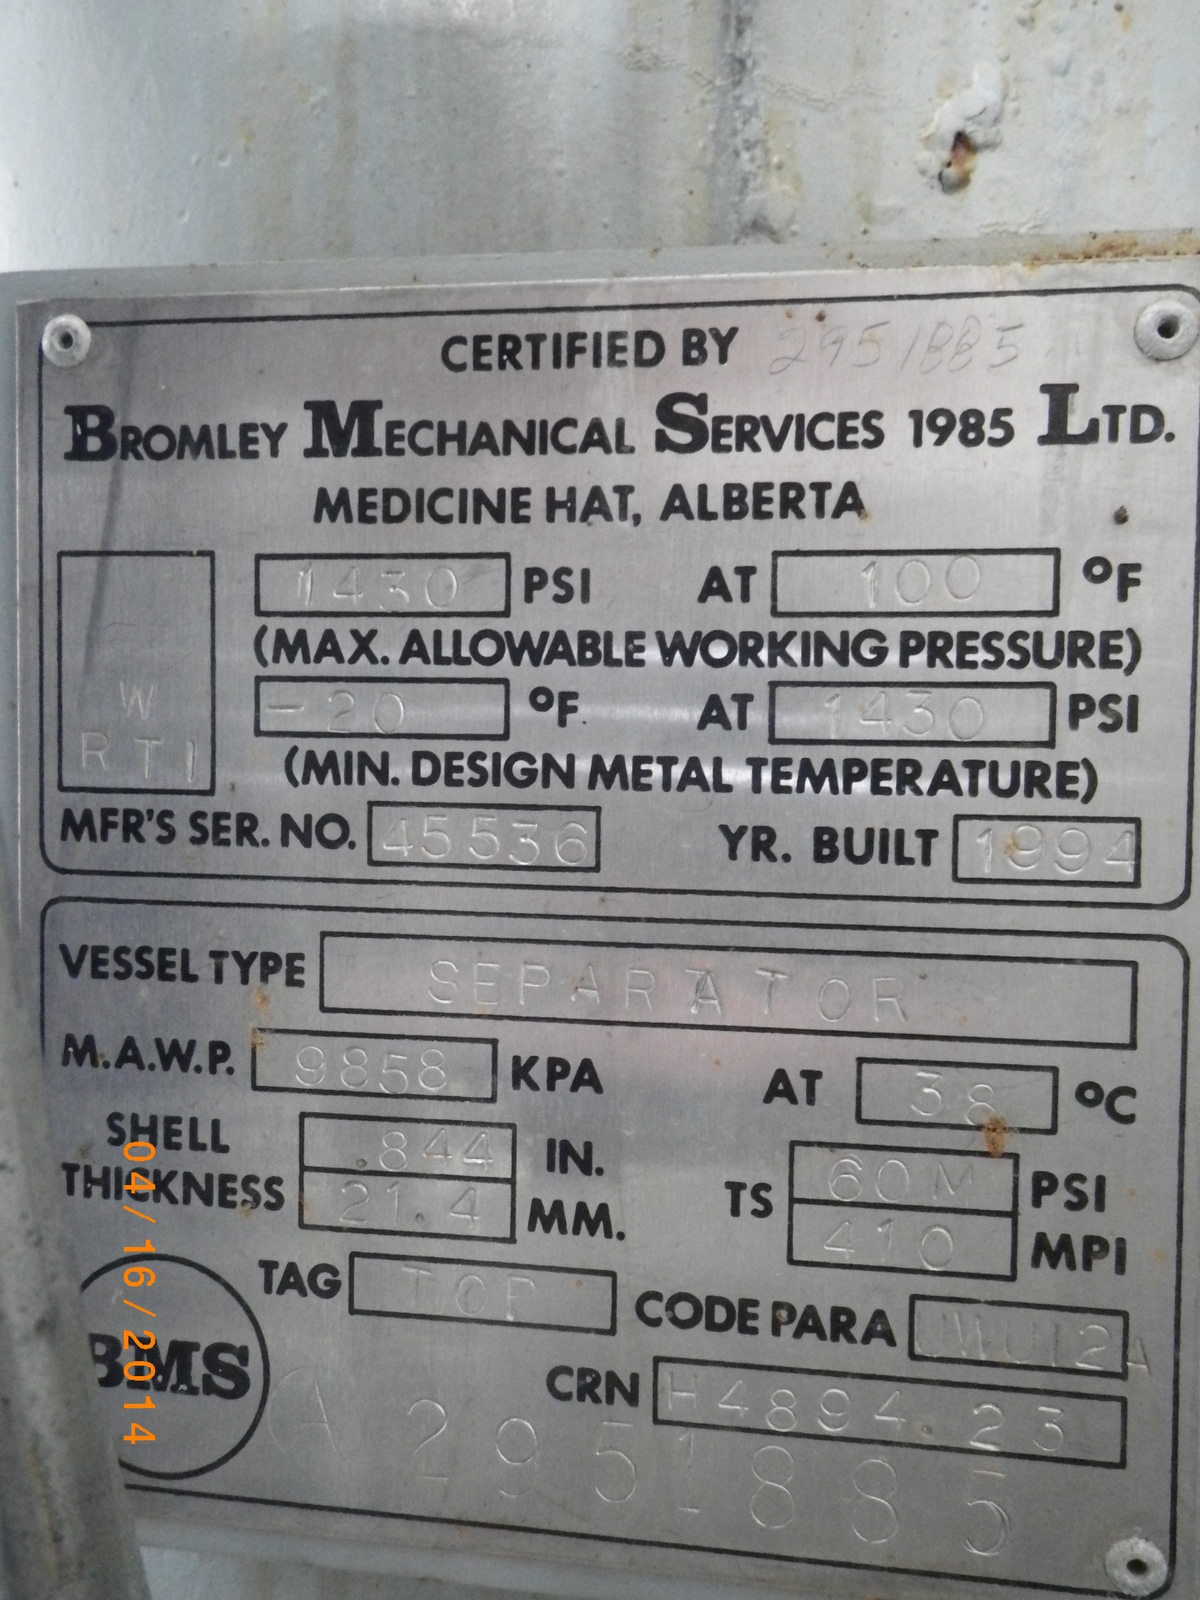 CERTIFIED BY 2951885
BROMLEY MECHANICAL SERVICES 1985 LTD.
MEDICINE HAT, ALBERTA
1430 PSI AT 100 °F
(MAX. ALLOWABLE WORKING PRESSURE)
-20 °F. AT 1430 PSI
W
RT1
(MIN. DESIGN METAL TEMPERATURE)
MFR'S SER. NO. 45536 YR. BUILT 1994
VESSEL TYPE SEPARATOR
M.A.W.P. 9858 KPA AT 38 °C
SHELL THICKNESS .844 IN. TS 60M PSI
21.4 MM. 410 MPI
TAG TOP CODE PARA UWU12A
BMS CRN H4894.23
A 2951885
04/16/2014